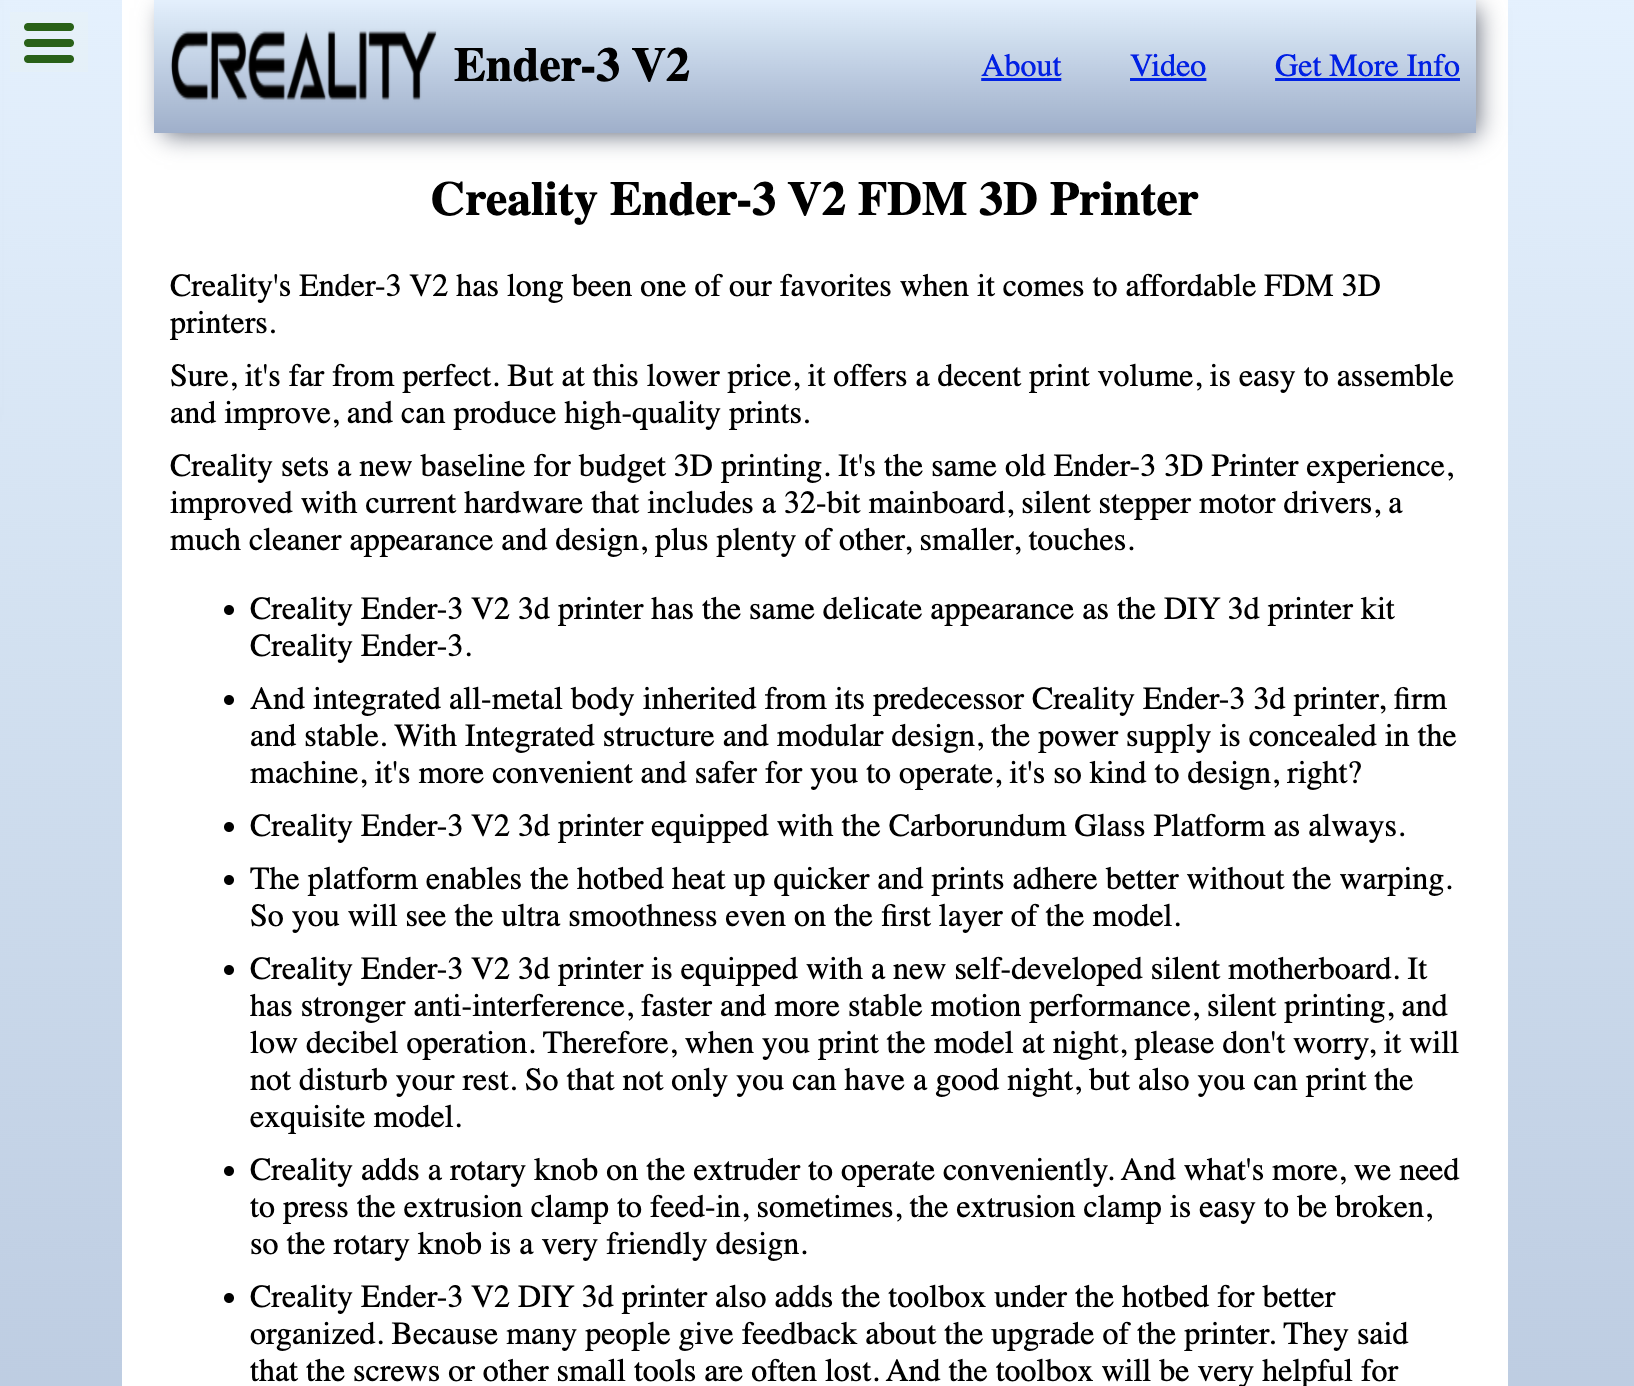 CREALITY Ender-3 V2 About Video Get More Info
Creality Ender-3 V2 FDM 3D Printer
Creality's Ender-3 V2 has long been one of our favorites when it comes to affordable FDM 3D
printers.
Sure, it's far from perfect. But at this lower price, it offers a decent print volume, is easy to assemble
and improve, and can produce high-quality prints.
Creality sets a new baseline for budget 3D printing. It's the same old Ender-3 3D Printer experience,
improved with current hardware that includes a 32-bit mainboard, silent stepper motor drivers, a
much cleaner appearance and design, plus plenty of other, smaller, touches.
• Creality Ender-3 V2 3d printer has the same delicate appearance as the DIY 3d printer kit
Creality Ender-3.
• And integrated all-metal body inherited from its predecessor Creality Ender-3 3d printer, firm
and stable. With Integrated structure and modular design, the power supply is concealed in the
machine, it's more convenient and safer for you to operate, it's so kind to design, right?
• Creality Ender-3 V2 3d printer equipped with the Carborundum Glass Platform as always.
• The platform enables the hotbed heat up quicker and prints adhere better without the warping.
So you will see the ultra smoothness even on the first layer of the model.
• Creality Ender-3 V2 3d printer is equipped with a new self-developed silent motherboard. It
has stronger anti-interference, faster and more stable motion performance, silent printing, and
low decibel operation. Therefore, when you print the model at night, please don't worry, it will
not disturb your rest. So that not only you can have a good night, but also you can print the
exquisite model.
• Creality adds a rotary knob on the extruder to operate conveniently. And what's more, we need
to press the extrusion clamp to feed-in, sometimes, the extrusion clamp is easy to be broken,
so the rotary knob is a very friendly design.
• Creality Ender-3 V2 DIY 3d printer also adds the toolbox under the hotbed for better
organized. Because many people give feedback about the upgrade of the printer. They said
that the screws or other small tools are often lost. And the toolbox will be very helpful for